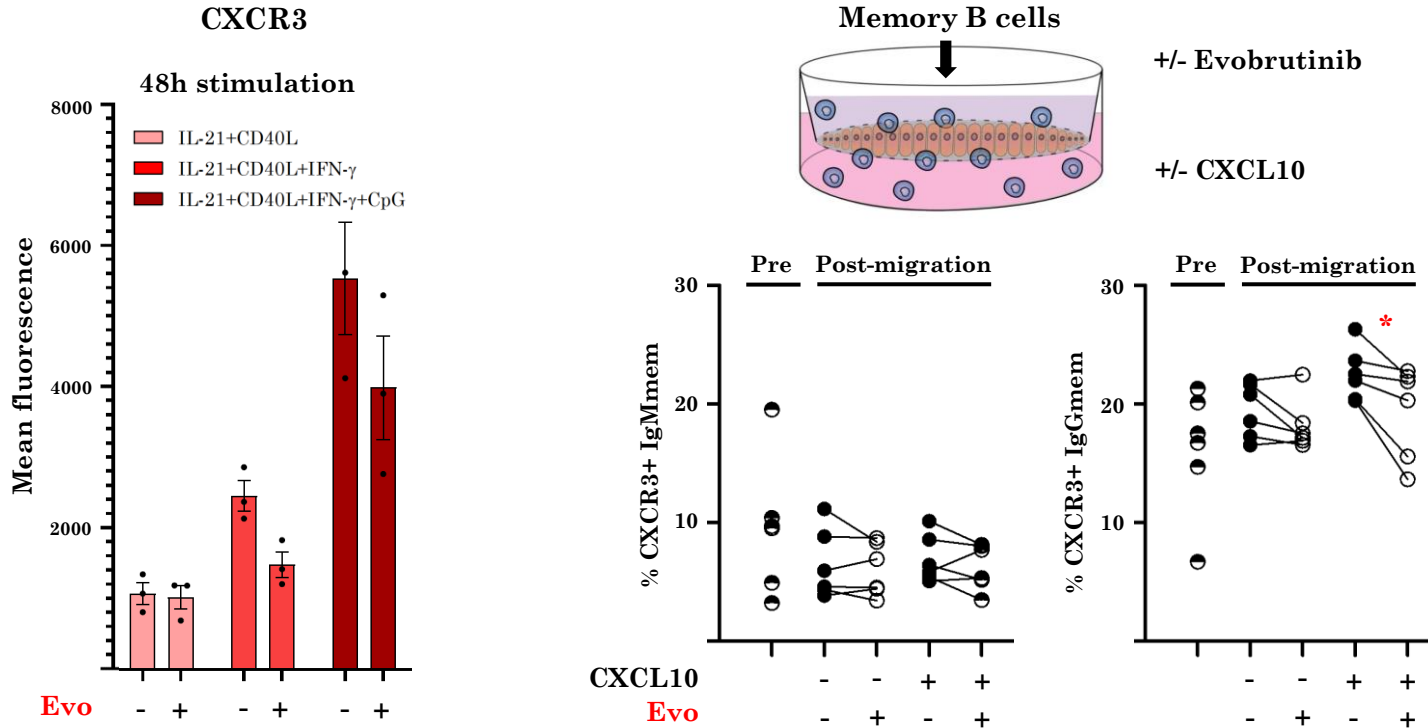 CXCR3
48h stimulation
8000
6000
4000
2000
Mean fluorescence
IL-21+CD40L
IL-21+CD40L+IFN-γ
IL-21+CD40L+IFN-γ+CpG
Evo - + - + - +
Memory B cells
+/- Evobrutinib
+/- CXCL10
Pre Post-migration
30
20
10
% CXCR3+ IgMmem
Pre Post-migration
30
20
10
% CXCR3+ IgGmem
*
CXCL10 - - + + - - + +
Evo - + - + - + - +